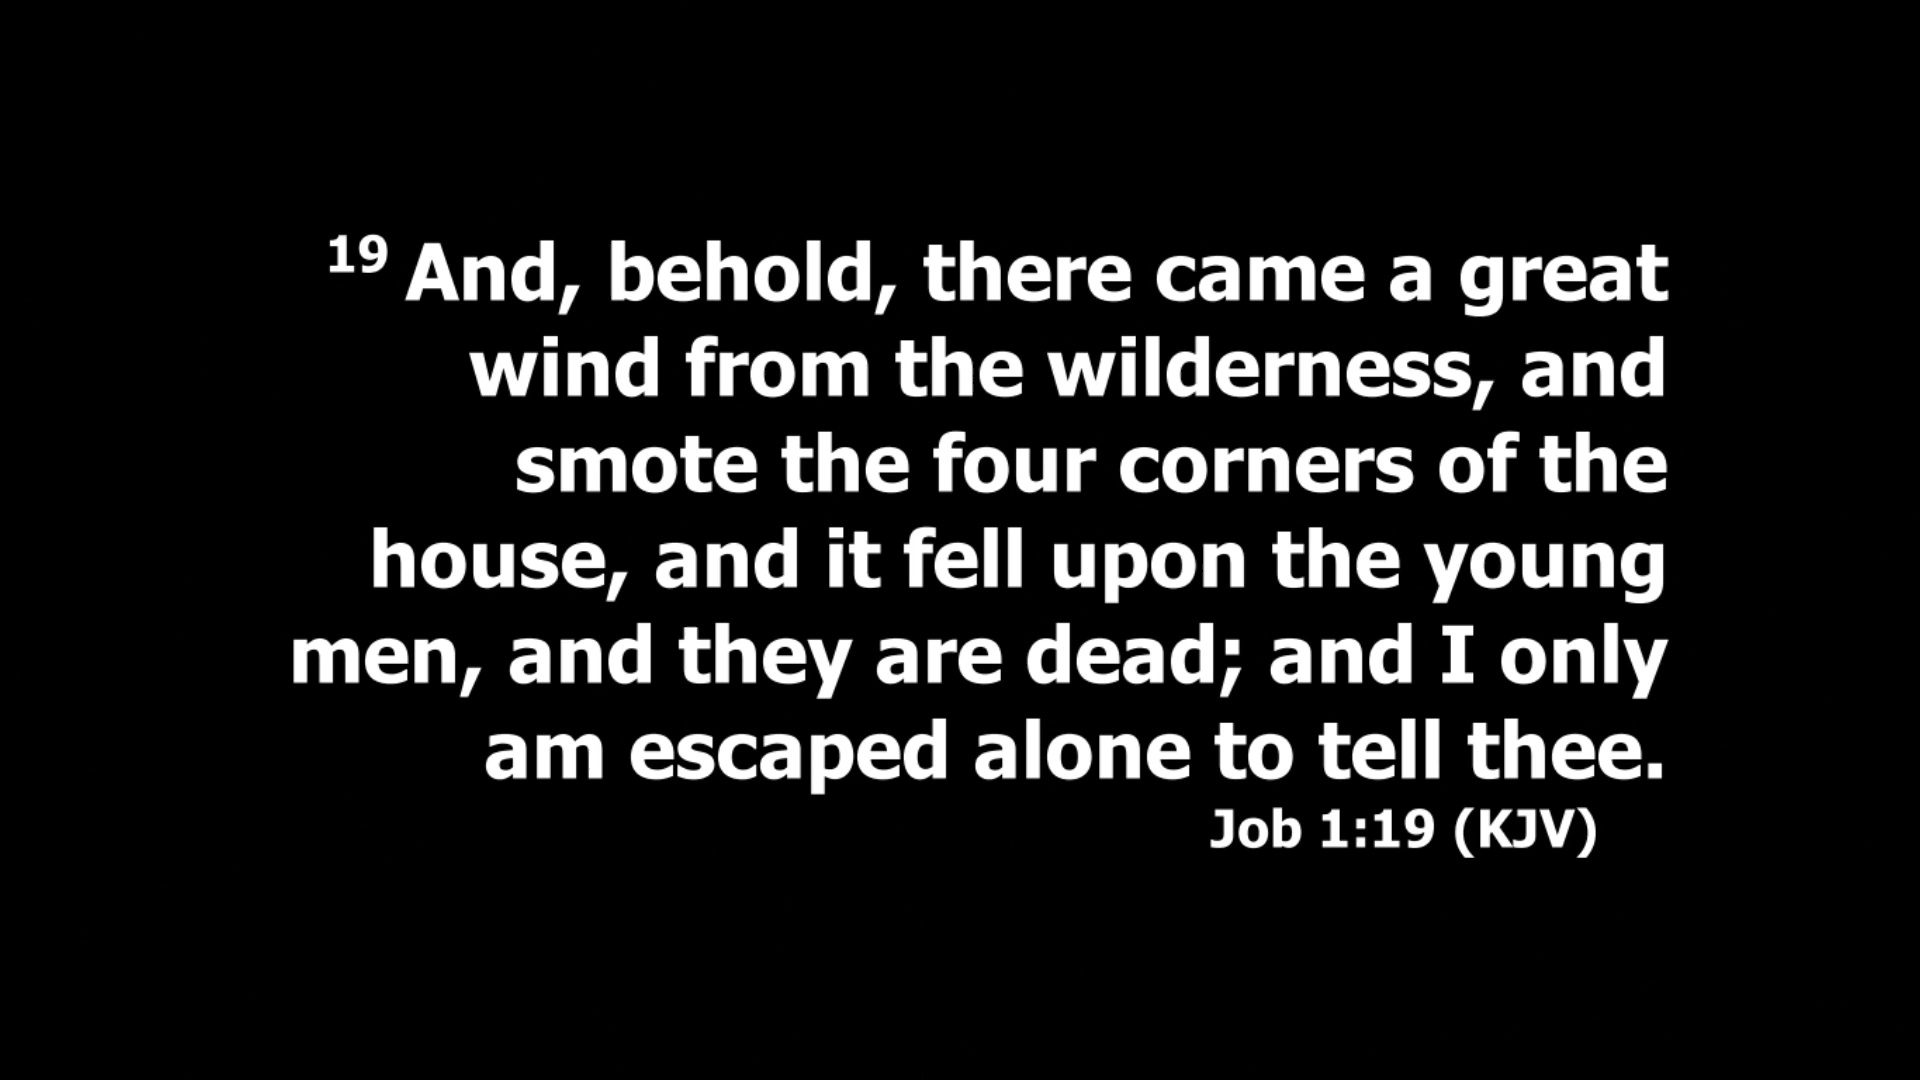 19 And, behold, there came a great
wind from the wilderness, and
smote the four corners of the
house, and it fell upon the young
men, and they are dead; and I only
am escaped alone to tell thee.
Job 1:19 (KJV)